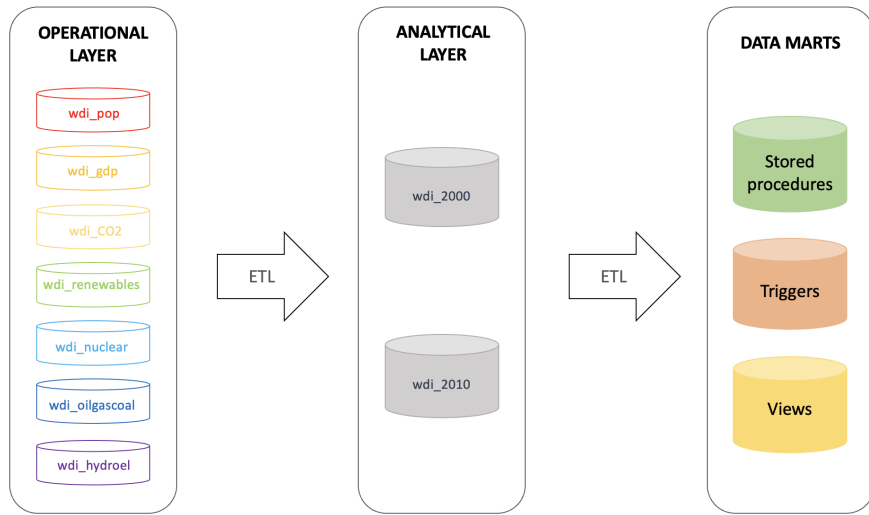 OPERATIONAL
LAYER
wdi_pop
wdi_gdp
wdi_CO2
wdi_renewables
wdi_nuclear
wdi_oilgascoal
wdi_hydroel
ETL
ANALYTICAL
LAYER
wdi_2000
wdi_2010
ETL
DATA MARTS
Stored
procedures
Triggers
Views